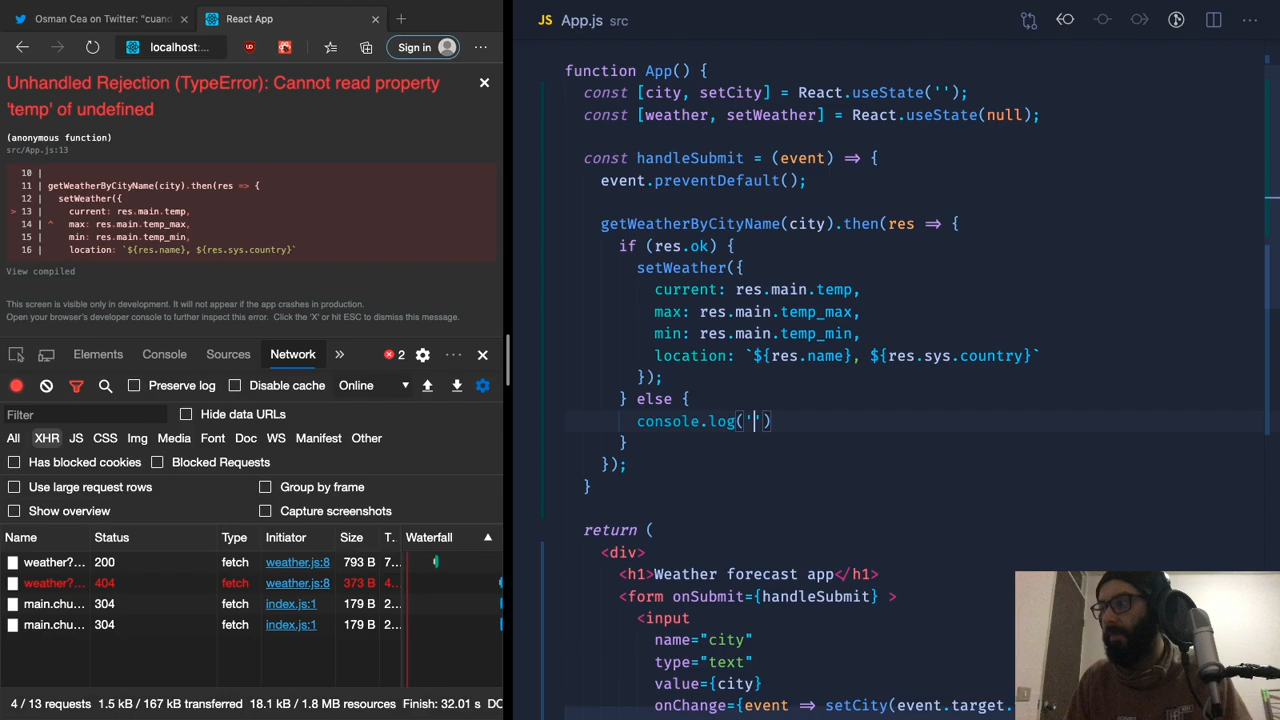 Osman Cea on Twitter: "cuand
React App
localhost:...
Sign in
Unhandled Rejection (TypeError): Cannot read property
'temp' of undefined
(anonymous function)
src/App.js:13
10 |
11 | getWeatherByCityName(city).then(res => {
12 | setWeather({
> 13 | current: res.main.temp,
14 | ^ max: res.main.temp_max,
15 | min: res.main.temp_min,
16 | location: `${res.name}, ${res.sys.country}`
View compiled
This screen is visible only in development. It will not appear if the app crashes in production.
Open your browser's developer console to further inspect this error. Click the 'X' or hit ESC to dismiss this message.
Elements Console Sources Network » 2
Preserve log Disable cache Online
Filter Hide data URLs
All XHR JS CSS Img Media Font Doc WS Manifest Other
Has blocked cookies Blocked Requests
Use large request rows Group by frame
Show overview Capture screenshots
Name Status Type Initiator Size T... Waterfall
weather?... 200 fetch weather.js:8 793 B 7...
weather?... 404 fetch weather.js:8 373 B 4...
main.chu... 304 fetch index.js:1 179 B 2...
main.chu... 304 fetch index.js:1 179 B 2...
4 / 13 requests 1.5 kB / 167 kB transferred 18.1 kB / 1.8 MB resources Finish: 32.01 s DO
JS App.js src
function App() {
const [city, setCity] = React.useState('');
const [weather, setWeather] = React.useState(null);
const handleSubmit = (event) => {
event.preventDefault();
getWeatherByCityName(city).then(res => {
if (res.ok) {
setWeather({
current: res.main.temp,
max: res.main.temp_max,
min: res.main.temp_min,
location: `${res.name}, ${res.sys.country}`
});
} else {
console.log('')
}
});
}
return (
<div>
<h1>Weather forecast app</h1>
<form onSubmit={handleSubmit} >
<input
name="city"
type="text"
value={city}
onChange={event => setCity(event.target.